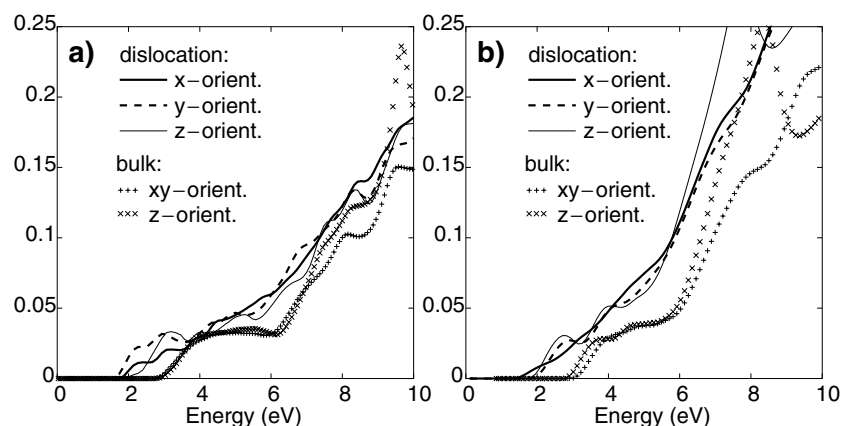 a)
dislocation:
x−orient.
y−orient.
z−orient.
bulk:
xy−orient.
z−orient.
0.25
0.2
0.15
0.1
0.05
0
0 2 4 6 8 10
Energy (eV)
b)
dislocation:
x−orient.
y−orient.
z−orient.
bulk:
xy−orient.
z−orient.
0.25
0.2
0.15
0.1
0.05
0
0 2 4 6 8 10
Energy (eV)